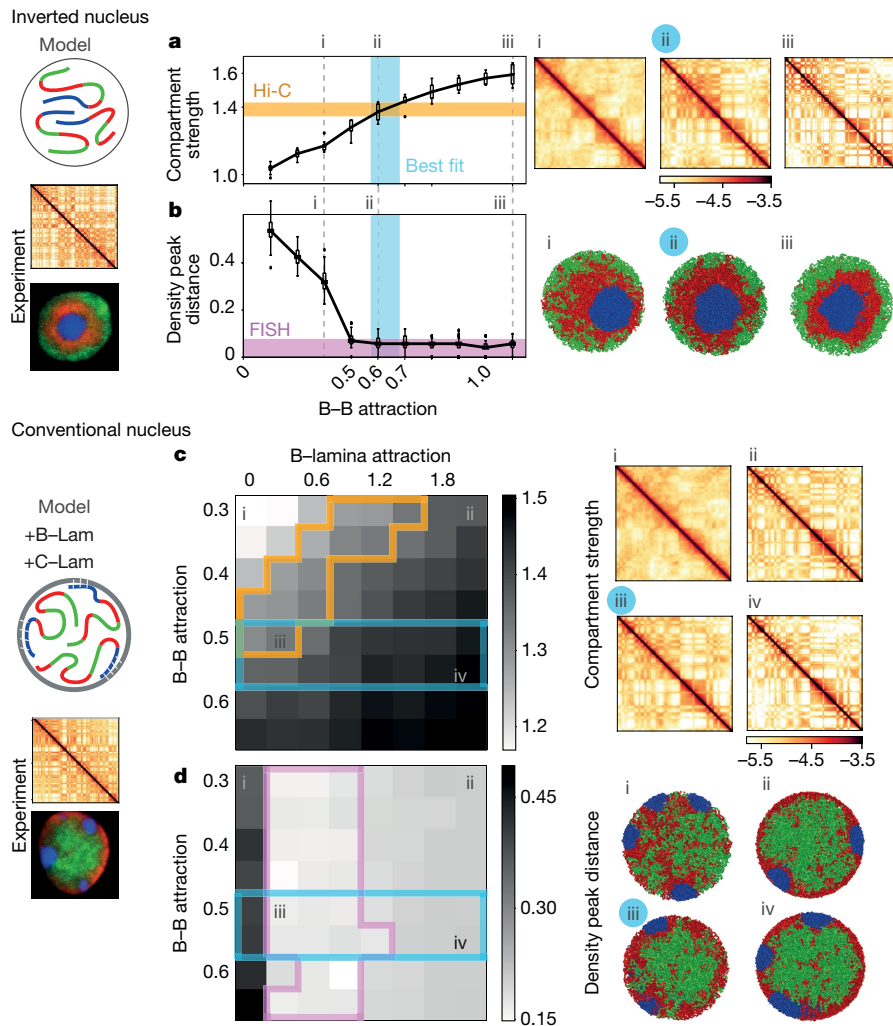 Inverted nucleus
Model
Experiment
a
i
ii
iii
Compartment strength
1.6
1.4
1.0
Hi-C
Best fit
i
ii
iii
−5.5
−4.5
−3.5
b
i
ii
iii
Density peak distance
0.4
0.2
0
FISH
0
0.5
0.6
0.7
1.0
B–B attraction
i
ii
iii
Conventional nucleus
Model
+B–Lam
+C–Lam
Experiment
c
B–lamina attraction
0
0.6
1.2
1.8
B–B attraction
0.3
0.4
0.5
0.6
i
ii
iii
iv
1.5
1.4
1.3
1.2
Compartment strength
i
ii
iii
iv
−5.5
−4.5
−3.5
d
B–B attraction
0.3
0.4
0.5
0.6
i
ii
iii
iv
0.45
0.30
0.15
Density peak distance
i
ii
iii
iv